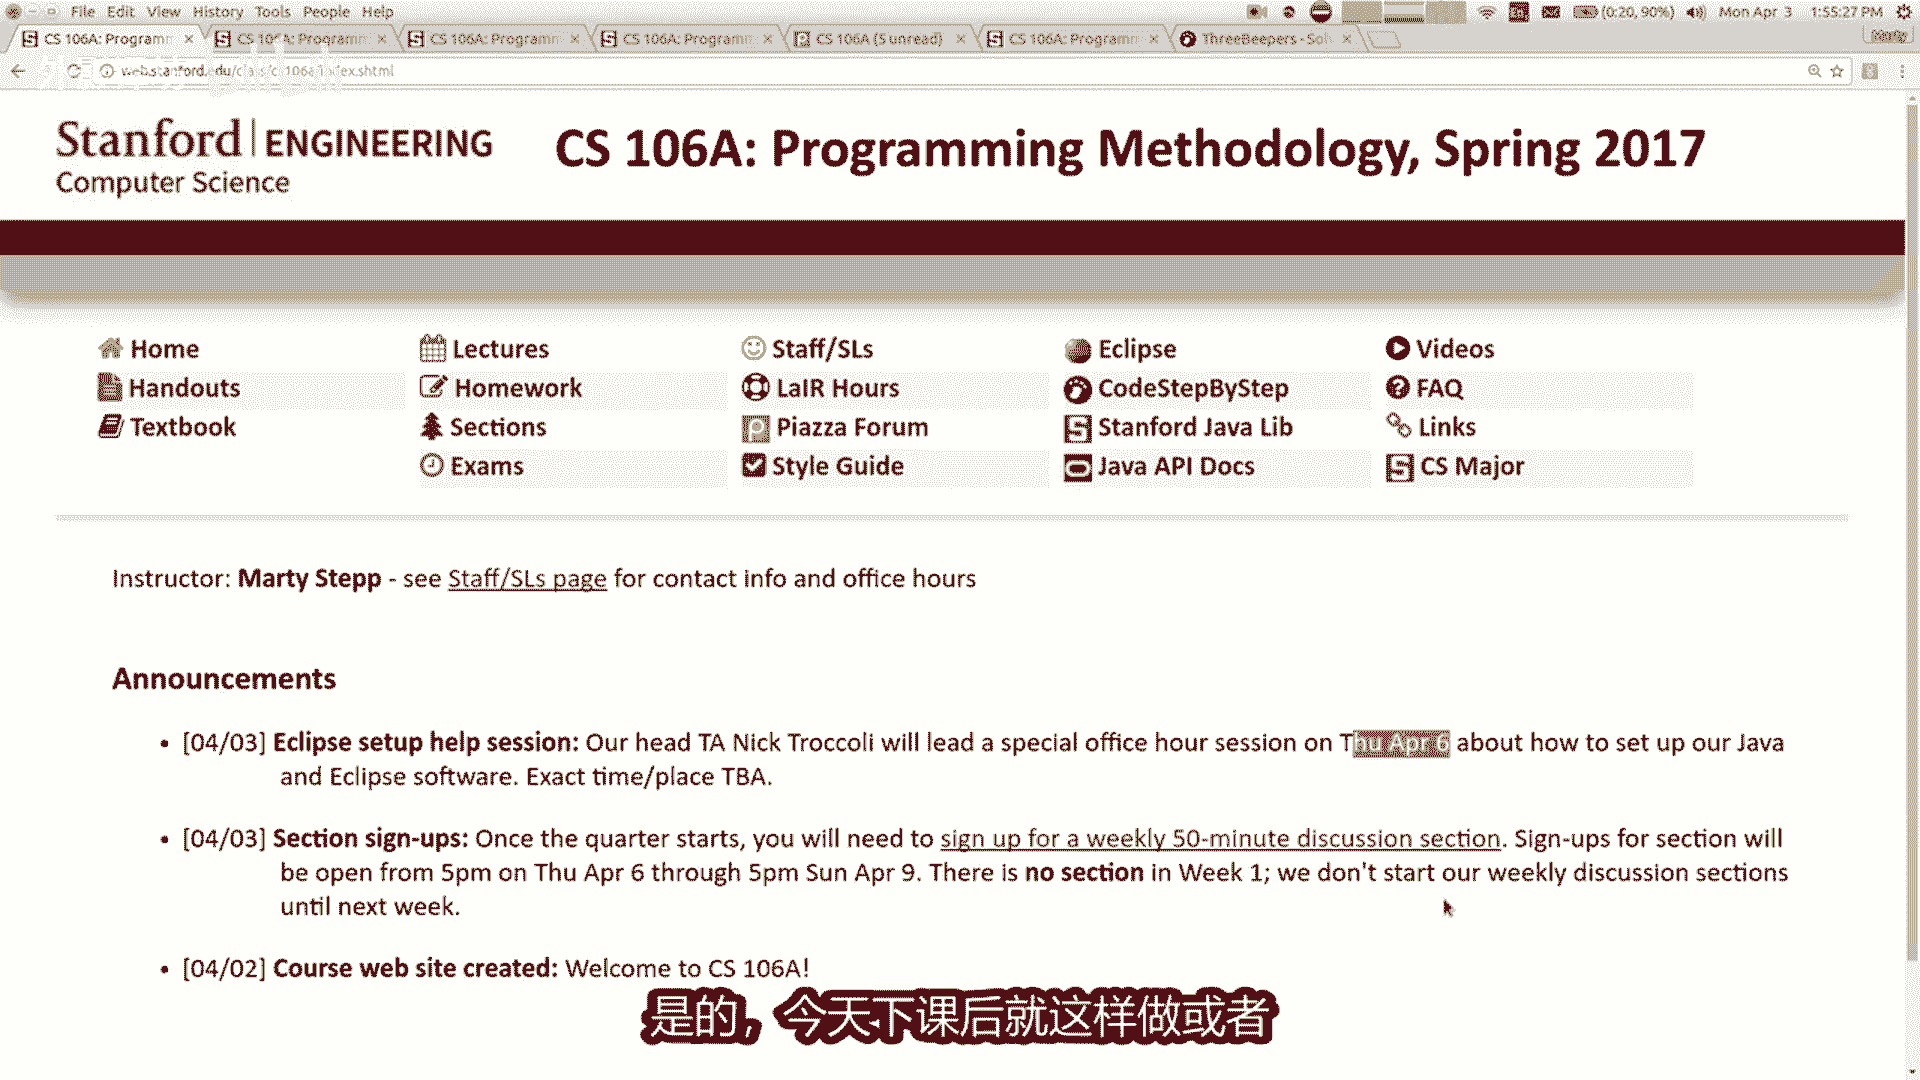 File Edit View History Tools People Help
(0:20, 90%) Mon Apr 3 1:55:27 PM
CS 106A: Programm
CS 106A: Programm
CS 106A: Programm
CS 106A: Programm
CS 106A (5 unread)
CS 106A: Programm
ThreeBeepers - Solv
web.stanford.edu/class/cs106a/index.shtml
Stanford ENGINEERING
Computer Science
CS 106A: Programming Methodology, Spring 2017
Home Lectures Staff/SLs Eclipse Videos
Handouts Homework LaIR Hours CodeStepByStep FAQ
Textbook Sections Piazza Forum Stanford Java Lib Links
Exams Style Guide Java API Docs CS Major
Instructor: Marty Stepp - see Staff/SLs page for contact info and office hours
Announcements
• [04/03] Eclipse setup help session: Our head TA Nick Troccoli will lead a special office hour session on Thu Apr 6 about how to set up our Java
and Eclipse software. Exact time/place TBA.
• [04/03] Section sign-ups: Once the quarter starts, you will need to sign up for a weekly 50-minute discussion section. Sign-ups for section will
be open from 5pm on Thu Apr 6 through 5pm Sun Apr 9. There is no section in Week 1; we don't start our weekly discussion sections
until next week.
• [04/02] Course web site created: Welcome to CS 106A!
是的，今天下课后就这样做或者